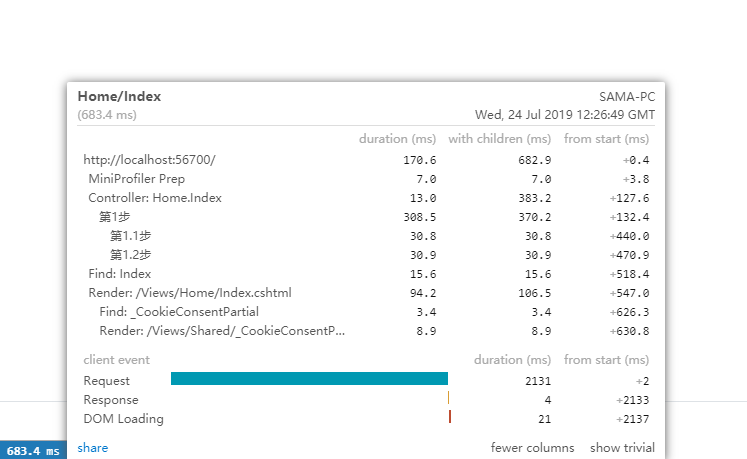 Home/Index SAMA-PC
(683.4 ms) Wed, 24 Jul 2019 12:26:49 GMT
duration (ms) with children (ms) from start (ms)
http://localhost:56700/ 170.6 682.9 +0.4
MiniProfiler Prep 7.0 7.0 +3.8
Controller: Home.Index 13.0 383.2 +127.6
第1步 308.5 370.2 +132.4
第1.1步 30.8 30.8 +440.0
第1.2步 30.9 30.9 +470.9
Find: Index 15.6 15.6 +518.4
Render: /Views/Home/Index.cshtml 94.2 106.5 +547.0
Find: _CookieConsentPartial 3.4 3.4 +626.3
Render: /Views/Shared/_CookieConsentP... 8.9 8.9 +630.8
client event duration (ms) from start (ms)
Request 2131 +2
Response 4 +2133
DOM Loading 21 +2137
683.4 ms share fewer columns show trivial